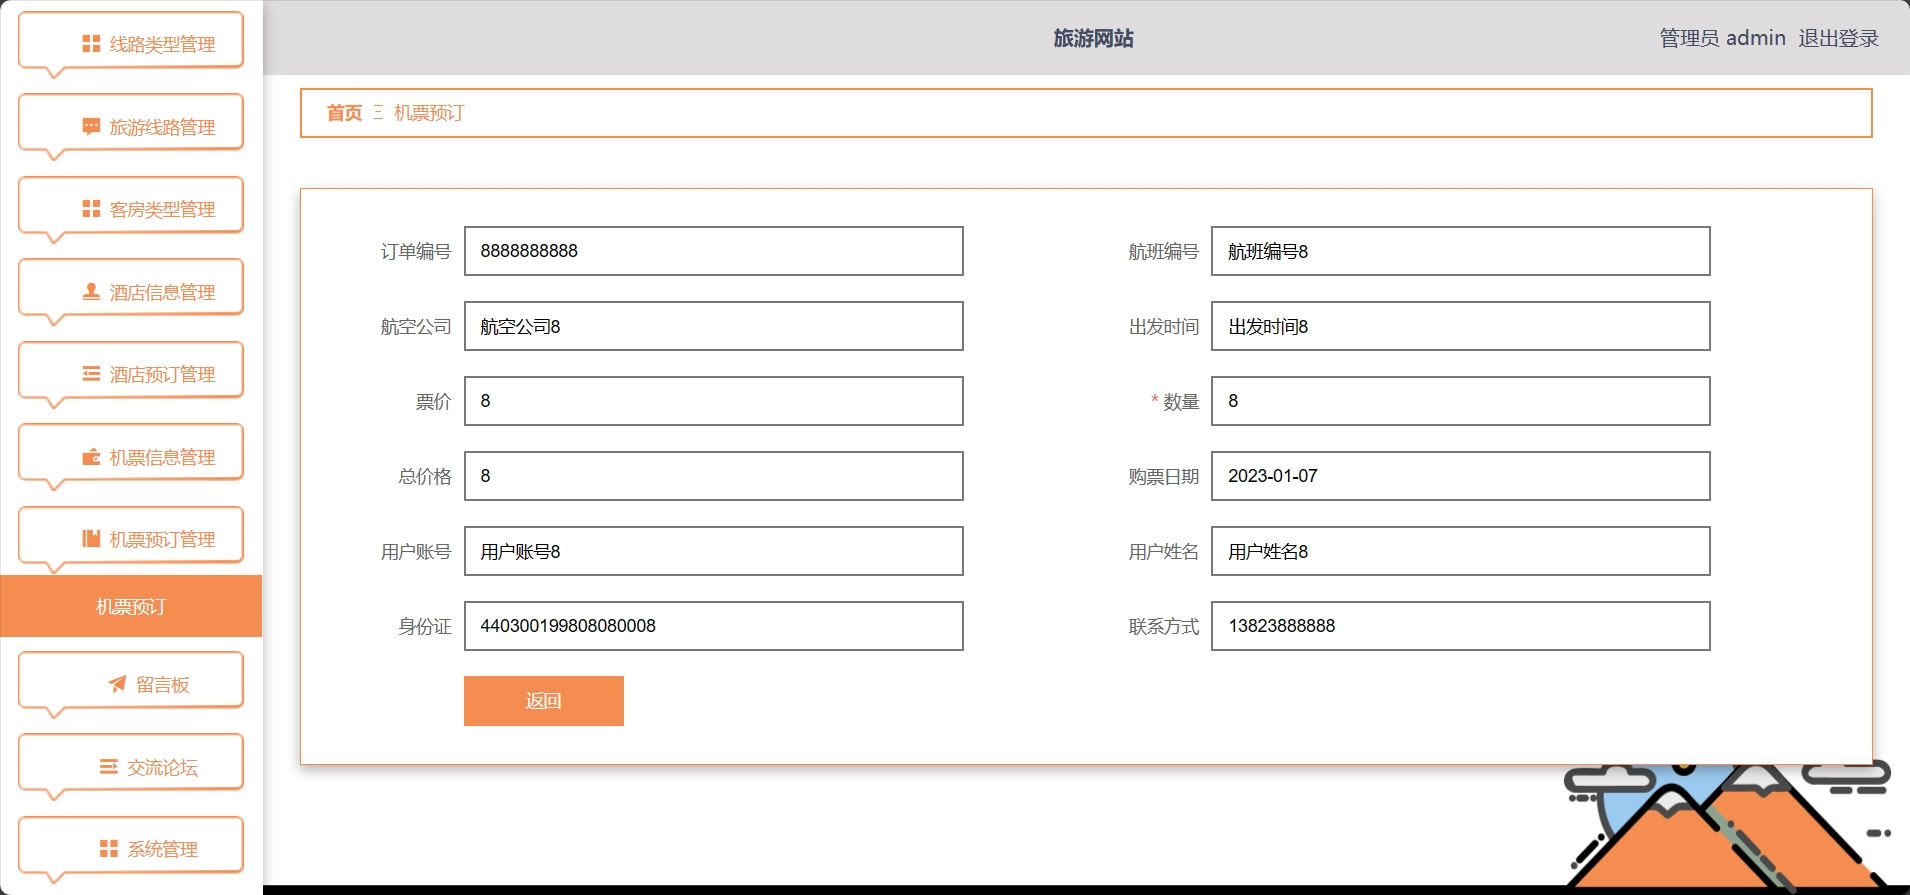 旅游网站
管理员 admin 退出登录
线路类型管理
旅游线路管理
客房类型管理
酒店信息管理
酒店预订管理
机票信息管理
机票预订管理
机票预订
留言板
交流论坛
系统管理
首页 Ξ 机票预订
订单编号 8888888888
航班编号 航班编号8
航空公司 航空公司8
出发时间 出发时间8
票价 8
* 数量 8
总价格 8
购票日期 2023-01-07
用户账号 用户账号8
用户姓名 用户姓名8
身份证 440300199808080008
联系方式 13823888888
返回